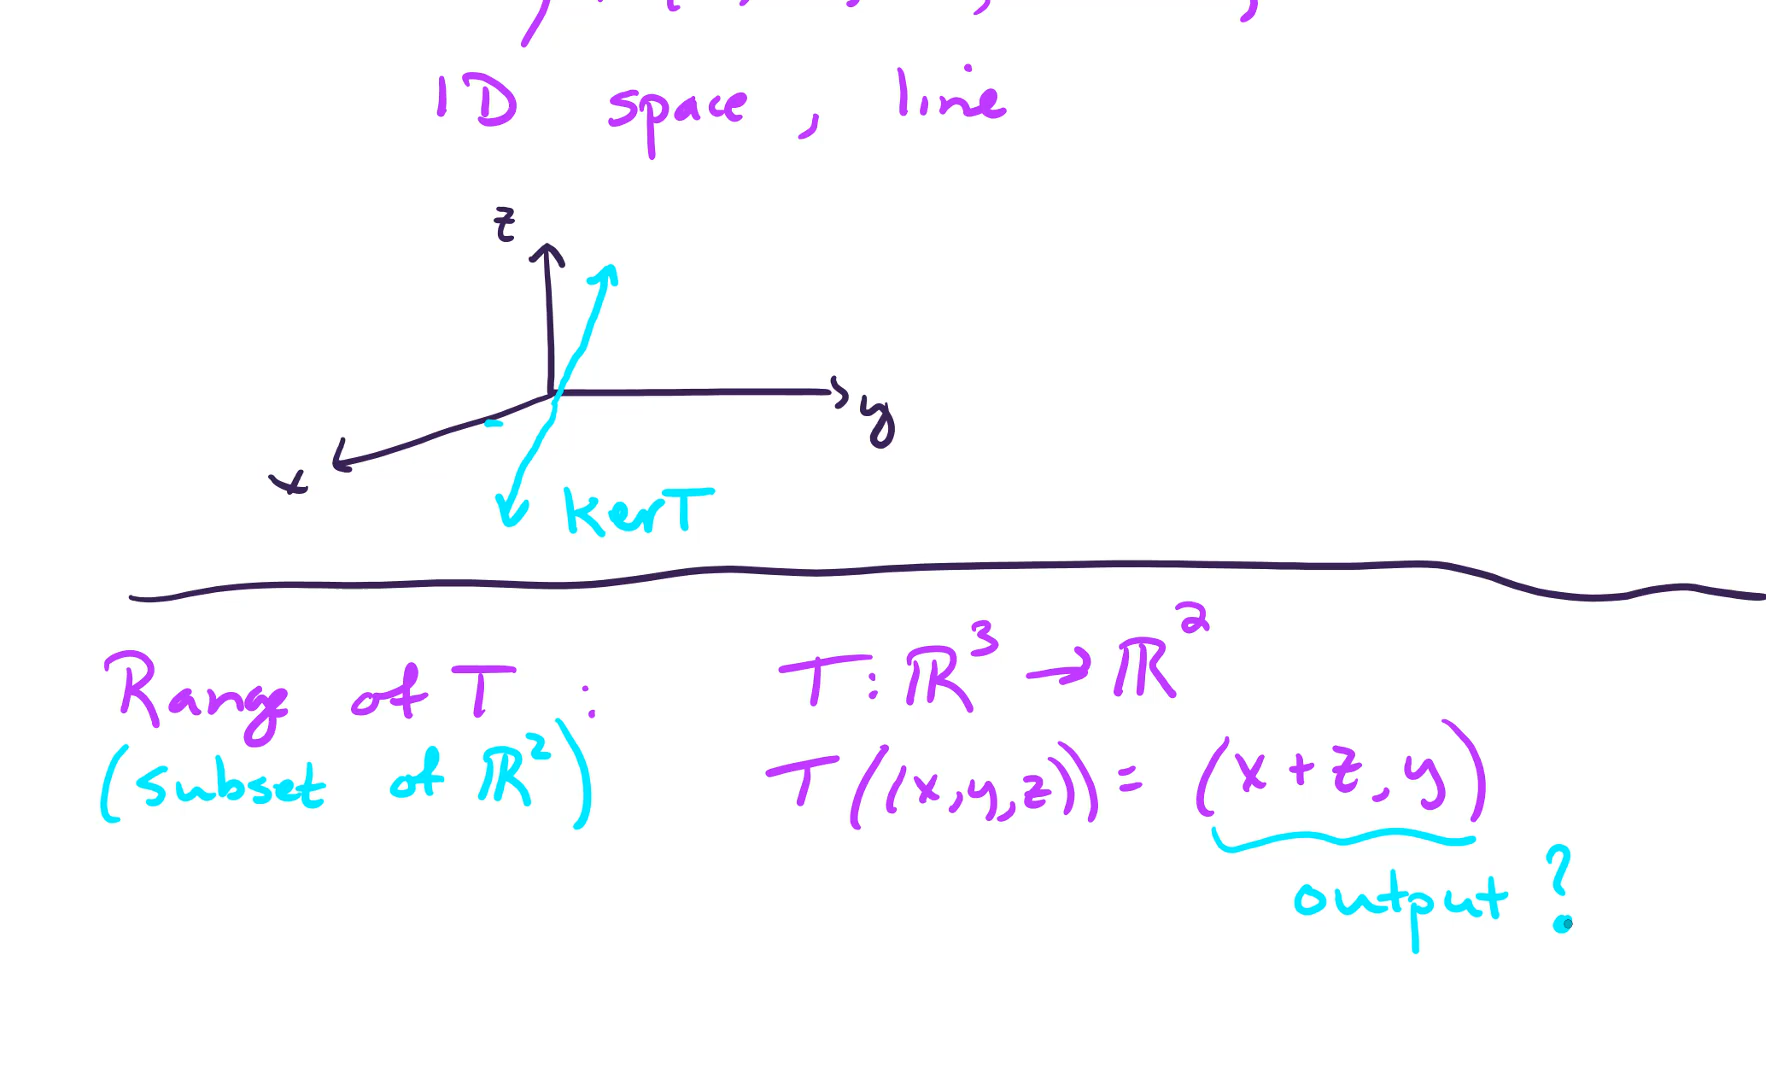 1D space, line
z
y
x
kerT
Range of T : T: ℝ³ → ℝ²
(subset of ℝ²) T((x,y,z)) = (x+z, y)
output ?